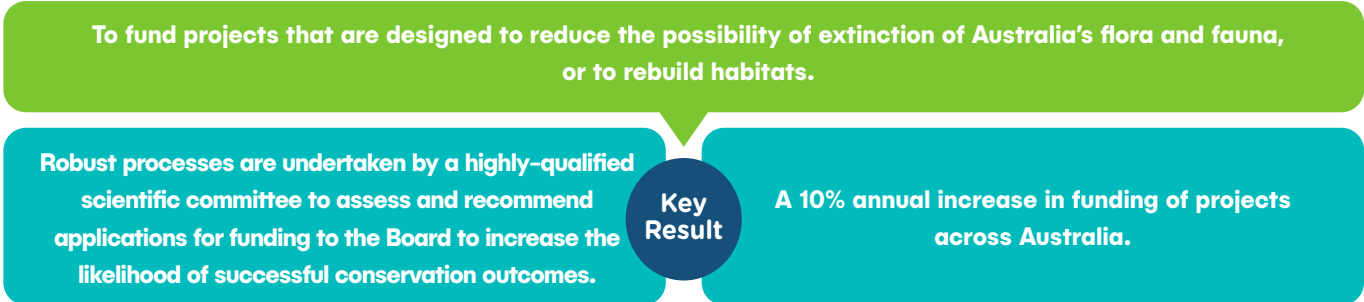 To fund projects that are designed to reduce the possibility of extinction of Australia's flora and fauna,
or to rebuild habitats.
Robust processes are undertaken by a highly-qualified
scientific committee to assess and recommend
applications for funding to the Board to increase the
likelihood of successful conservation outcomes.
Key
Result
A 10% annual increase in funding of projects
across Australia.